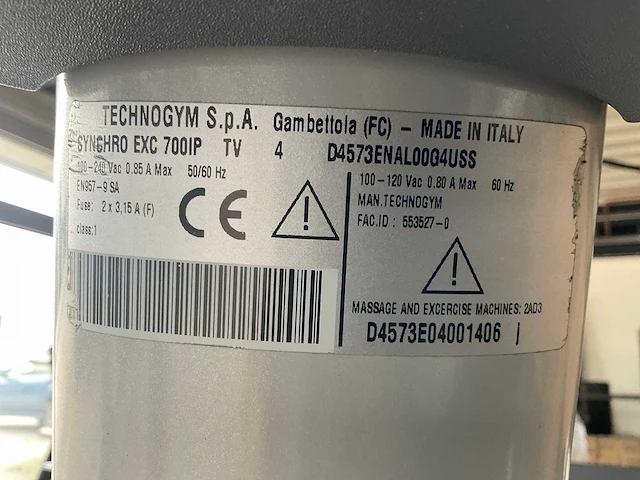 TECHNOGYM S.p.A. Gambettola (FC) – MADE IN ITALY
SYNCHRO EXC 700IP TV 4 D4573ENAL00G4USS
100-240 Vac 0.85 A Max 50/60 Hz
EN957-9 SA
Fuse: 2 x 3,15 A (F)
class:1
CE
100-120 Vac 0.80 A Max 60 Hz
MAN.TECHNOGYM
FAC.ID : 553527-0
MASSAGE AND EXCERCISE MACHINES: 2AD3
D4573E04001406 j